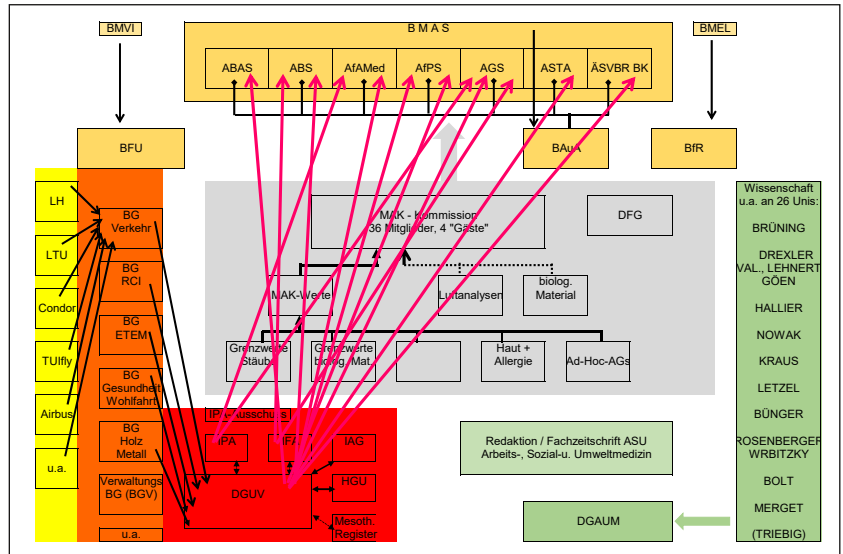 BMVI
B M A S
BMEL
ABAS
ABS
AfAMed
AfPS
AGS
ASTA
ÄSVBR BK
BFU
BAuA
BfR
LH
LTU
Condor
TUIfly
Airbus
u.a.
BG
Verkehr
BG
RCI
BG
ETEM
BG
Gesundheit
Wohlfahrt
BG
Holz
Metall
Verwaltungs
BG (BGV)
u.a.
MAK - Kommission
36 Mitglieder, 4 "Gäste"
DFG
MAK-Werte
Luftanalysen
biolog.
Material
Grenzwerte
Stäube
Grenzwerte
biolog. Mat.
Haut +
Allergie
Ad-Hoc-AGs
IPA-Ausschuss
IPA
IFA
IAG
DGUV
HGU
Mesoth.
Register
Redaktion / Fachzeitschrift ASU
Arbeits-, Sozial-u. Umweltmedizin
DGAUM
Wissenschaft
u.a. an 26 Unis:
BRÜNING
DREXLER
VAL., LEHNERT
GÖEN
HALLIER
NOWAK
KRAUS
LETZEL
BÜNGER
ROSENBERGER
WRBITZKY
BOLT
MERGET
(TRIEBIG)